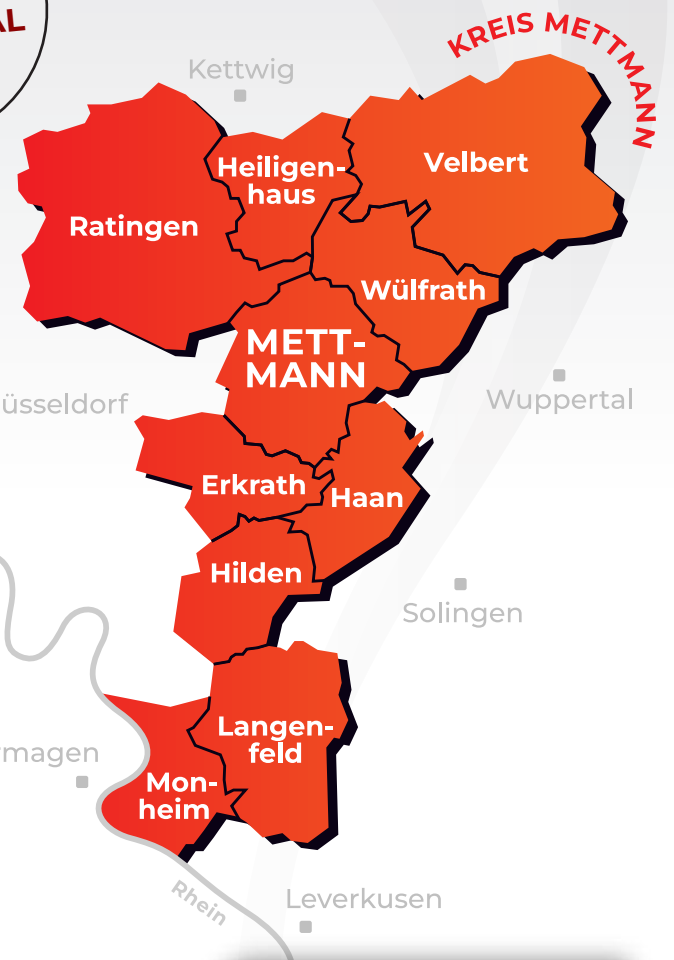 KREIS METTMANN
Kettwig
Velbert
Heiligen-
haus
Ratingen
Wülfrath
METT-
MANN
üsseldorf
Wuppertal
Erkrath
Haan
Hilden
Solingen
Langen-
feld
magen
Mon-
heim
Rhein
Leverkusen